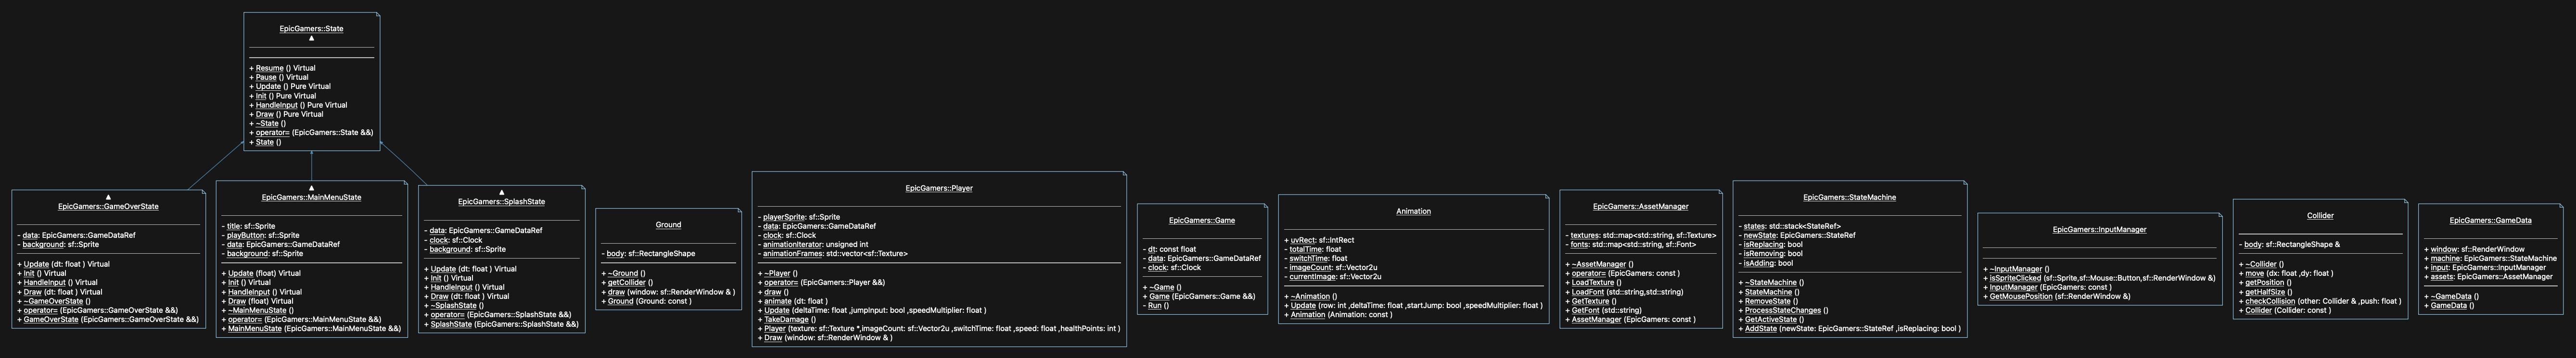 EpicGamers::State
+ Resume () Virtual
+ Pause () Virtual
+ Update () Pure Virtual
+ Init () Pure Virtual
+ HandleInput () Pure Virtual
+ Draw () Pure Virtual
+ ~State ()
+ operator= (EpicGamers::State &&)
+ State ()
EpicGamers::GameOverState
- data: EpicGamers::GameDataRef
- background: sf::Sprite
+ Update (dt: float ) Virtual
+ Init () Virtual
+ HandleInput () Virtual
+ Draw (dt: float ) Virtual
+ ~GameOverState ()
+ operator= (EpicGamers::GameOverState &&)
+ GameOverState (EpicGamers::GameOverState &&)
EpicGamers::MainMenuState
- title: sf::Sprite
- playButton: sf::Sprite
- data: EpicGamers::GameDataRef
- background: sf::Sprite
+ Update (float) Virtual
+ Init () Virtual
+ HandleInput () Virtual
+ Draw (float) Virtual
+ ~MainMenuState ()
+ operator= (EpicGamers::MainMenuState &&)
+ MainMenuState (EpicGamers::MainMenuState &&)
EpicGamers::SplashState
- data: EpicGamers::GameDataRef
- clock: sf::Clock
- background: sf::Sprite
+ Update (dt: float ) Virtual
+ Init () Virtual
+ HandleInput () Virtual
+ Draw (dt: float ) Virtual
+ ~SplashState ()
+ operator= (EpicGamers::SplashState &&)
+ SplashState (EpicGamers::SplashState &&)
Ground
- body: sf::RectangleShape
+ ~Ground ()
+ getCollider ()
+ draw (window: sf::RenderWindow & )
+ Ground (Ground: const )
EpicGamers::Player
- playerSprite: sf::Sprite
- data: EpicGamers::GameDataRef
- clock: sf::Clock
- animationIterator: unsigned int
- animationFrames: std::vector<sf::Texture>
+ ~Player ()
+ operator= (EpicGamers::Player &&)
+ draw ()
+ animate (dt: float )
+ Update (deltaTime: float ,jumpInput: bool ,speedMultiplier: float )
+ TakeDamage ()
+ Player (texture: sf::Texture *,imageCount: sf::Vector2u ,switchTime: float ,speed: float ,healthPoints: int )
+ Draw (window: sf::RenderWindow & )
EpicGamers::Game
- dt: const float
- data: EpicGamers::GameDataRef
- clock: sf::Clock
+ ~Game ()
+ Game (EpicGamers::Game &&)
- Run ()
Animation
+ uvRect: sf::IntRect
- totalTime: float
- switchTime: float
- imageCount: sf::Vector2u
- currentImage: sf::Vector2u
+ ~Animation ()
+ Update (row: int ,deltaTime: float ,startJump: bool ,speedMultiplier: float )
+ Animation (Animation: const )
EpicGamers::AssetManager
- textures: std::map<std::string, sf::Texture>
- fonts: std::map<std::string, sf::Font>
+ ~AssetManager ()
+ operator= (EpicGamers: const )
+ LoadTexture ()
+ LoadFont (std::string,std::string)
+ GetTexture ()
+ GetFont (std::string)
+ AssetManager (EpicGamers: const )
EpicGamers::StateMachine
- states: std::stack<StateRef>
- newState: EpicGamers::StateRef
- isReplacing: bool
- isRemoving: bool
- isAdding: bool
+ ~StateMachine ()
+ StateMachine ()
+ RemoveState ()
+ ProcessStateChanges ()
+ GetActiveState ()
+ AddState (newState: EpicGamers::StateRef ,isReplacing: bool )
EpicGamers::InputManager
+ ~InputManager ()
+ isSpriteClicked (sf::Sprite,sf::Mouse::Button,sf::RenderWindow &)
+ InputManager (EpicGamers: const )
+ GetMousePosition (sf::RenderWindow &)
Collider
- body: sf::RectangleShape &
+ ~Collider ()
+ move (dx: float ,dy: float )
+ getPosition ()
+ getHalfSize ()
+ checkCollision (other: Collider & ,push: float )
+ Collider (Collider: const )
EpicGamers::GameData
+ window: sf::RenderWindow
+ machine: EpicGamers::StateMachine
+ input: EpicGamers::InputManager
+ assets: EpicGamers::AssetManager
+ ~GameData ()
+ GameData ()